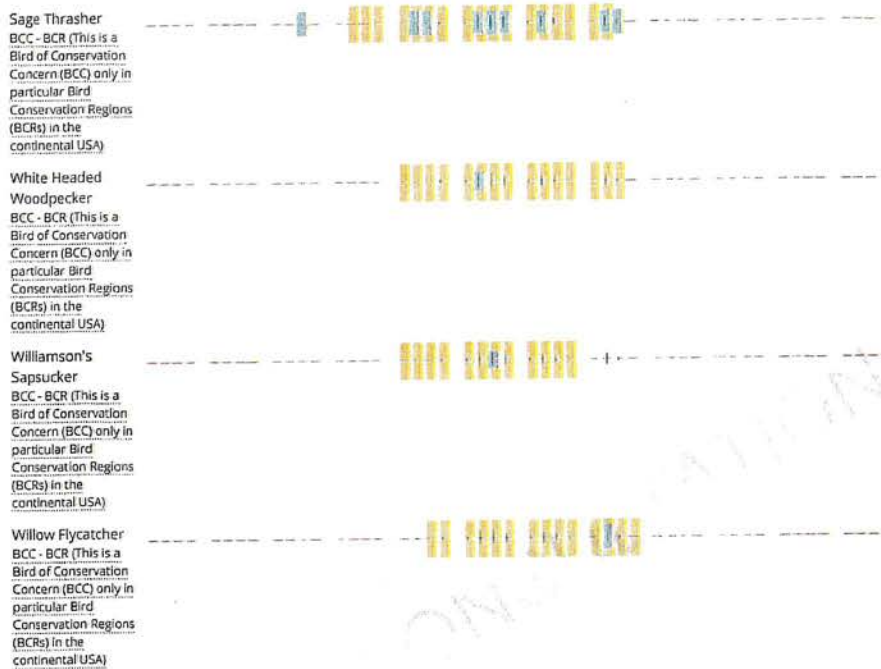 Sage Thrasher
BCC - BCR (This is a
Bird of Conservation
Concern (BCC) only in
particular Bird
Conservation Regions
(BCRs) in the
continental USA)
White Headed
Woodpecker
BCC - BCR (This is a
Bird of Conservation
Concern (BCC) only in
particular Bird
Conservation Regions
(BCRs) in the
continental USA)
Williamson's
Sapsucker
BCC - BCR (This is a
Bird of Conservation
Concern (BCC) only in
particular Bird
Conservation Regions
(BCRs) in the
continental USA)
Willow Flycatcher
BCC - BCR (This is a
Bird of Conservation
Concern (BCC) only in
particular Bird
Conservation Regions
(BCRs) in the
continental USA)